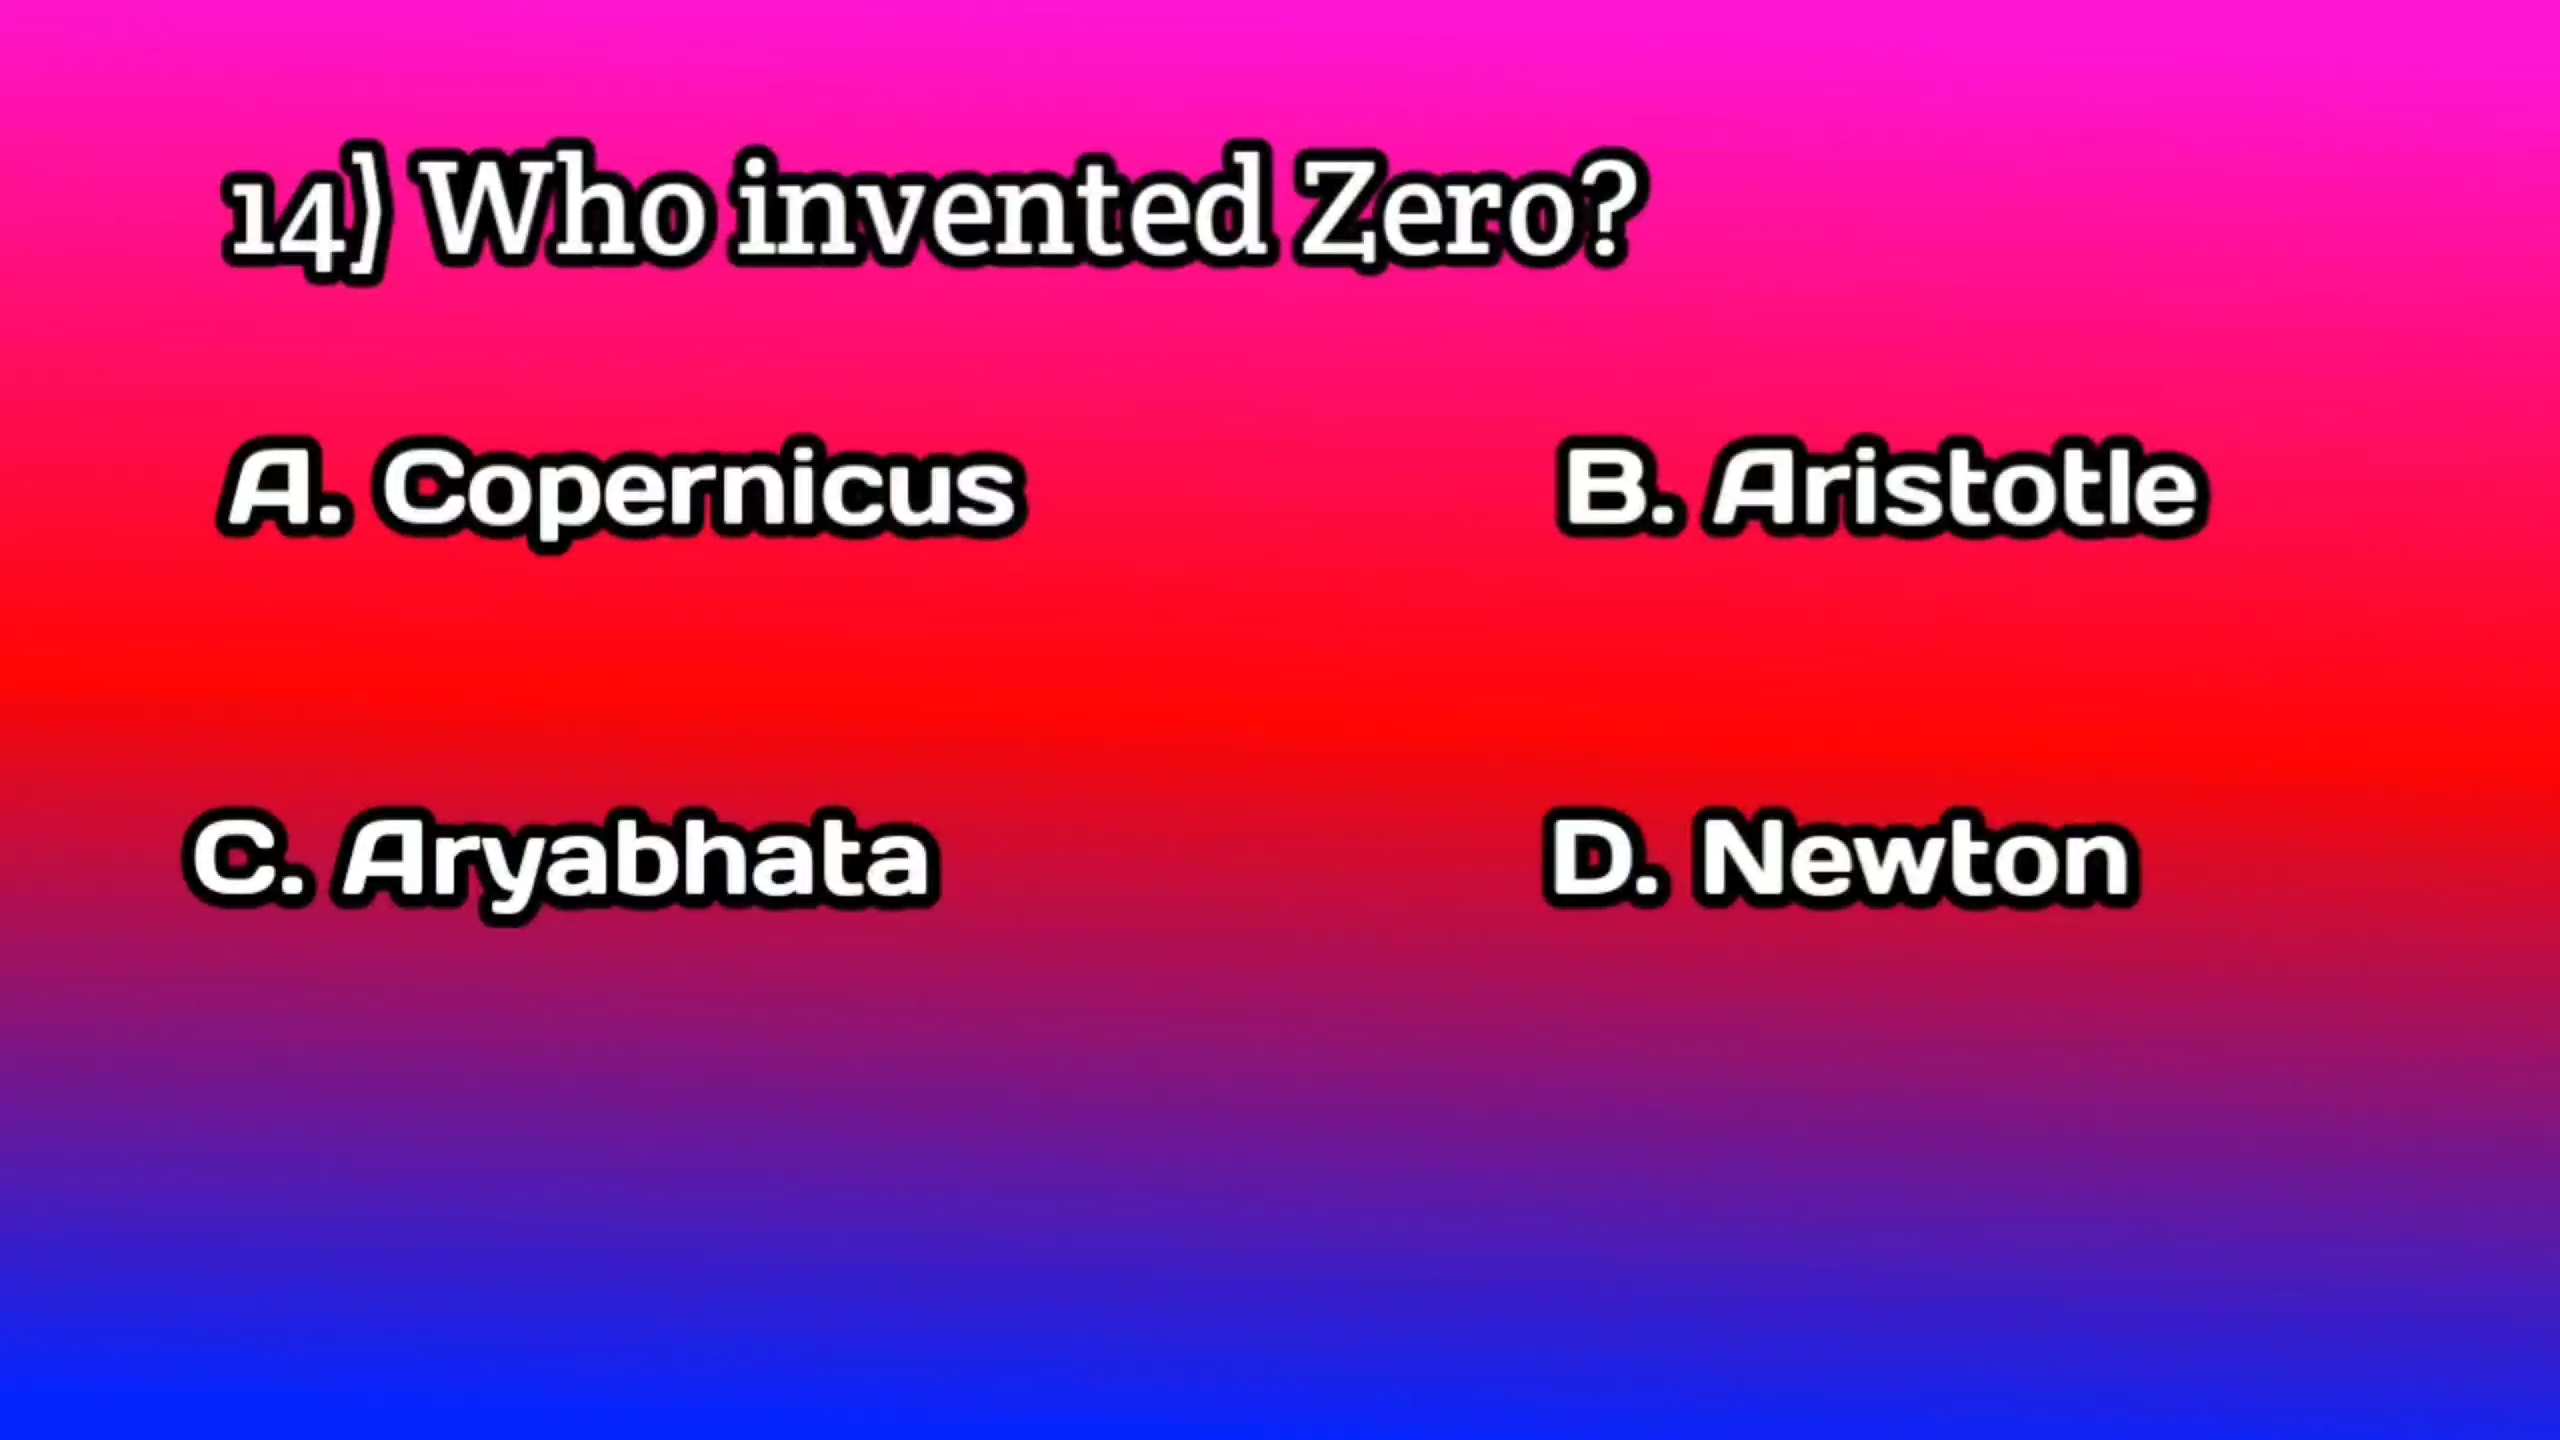 14) Who invented Zero?
A. Copernicus
B. Aristotle
C. Aryabhata
D. Newton